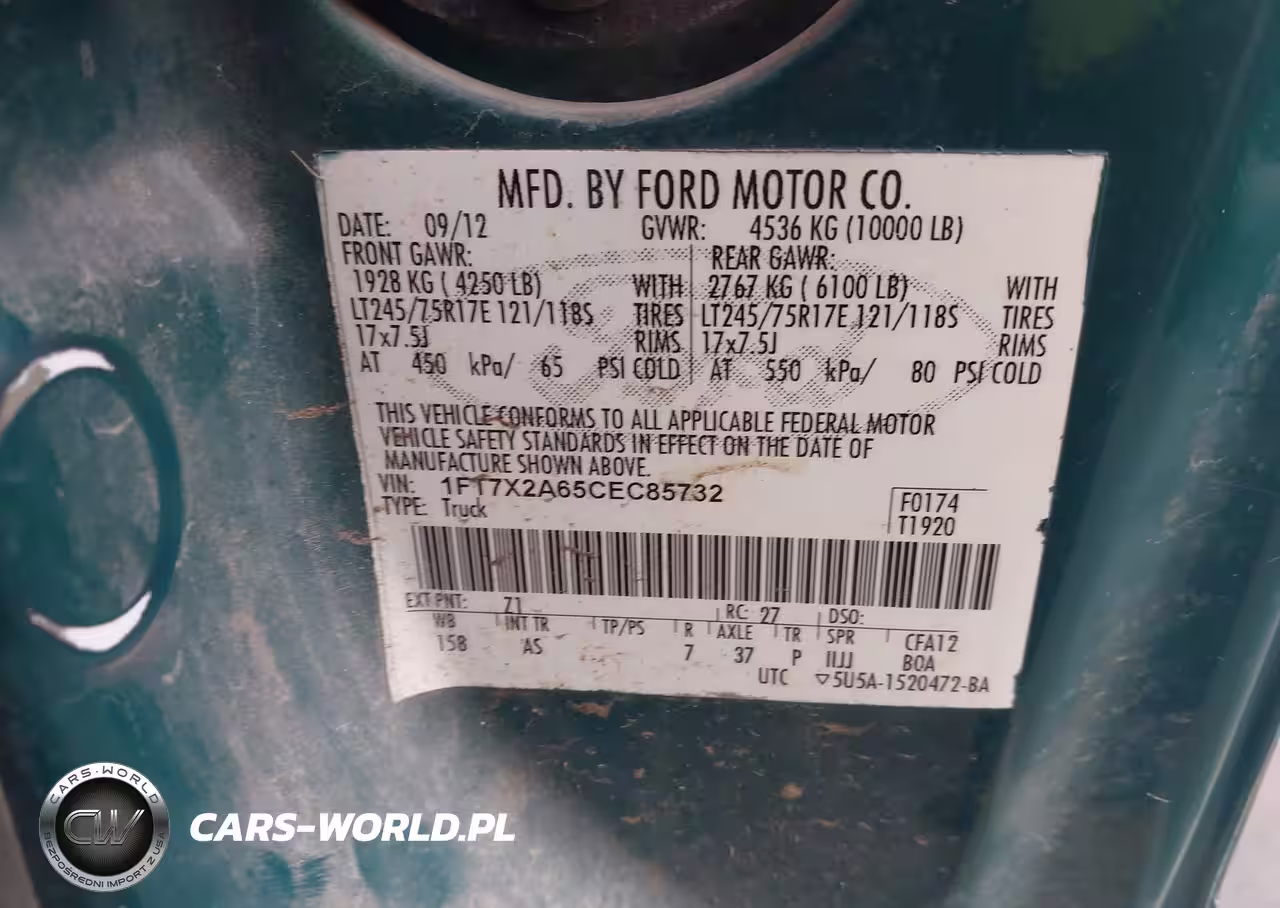 MFD. BY FORD MOTOR CO.
DATE: 09/12 GVWR: 4536 KG (10000 LB)
FRONT GAWR: REAR GAWR:
1928 KG ( 4250 LB) WITH 2767 KG ( 6100 LB) WITH
LT245/75R17E 121/118S TIRES LT245/75R17E 121/118S TIRES
17x7.5J RIMS 17x7.5J RIMS
AT 450 kPa/ 65 PSI COLD AT 550 kPa/ 80 PSI COLD
THIS VEHICLE CONFORMS TO ALL APPLICABLE FEDERAL MOTOR
VEHICLE SAFETY STANDARDS IN EFFECT ON THE DATE OF
MANUFACTURE SHOWN ABOVE.
VIN: 1FT7X2A65CEC85732
TYPE: Truck
F0174
T1920
EXT PNT: Z1 RC: 27 DSO:
WB INT TR TP/PS R AXLE TR SPR CFA12
158 AS 7 37 P IIJJ BOA
UTC ▽5U5A-1520472-BA
CARS-WORLD
CW
BEZPOŚREDNI IMPORT Z USA
CARS-WORLD.PL